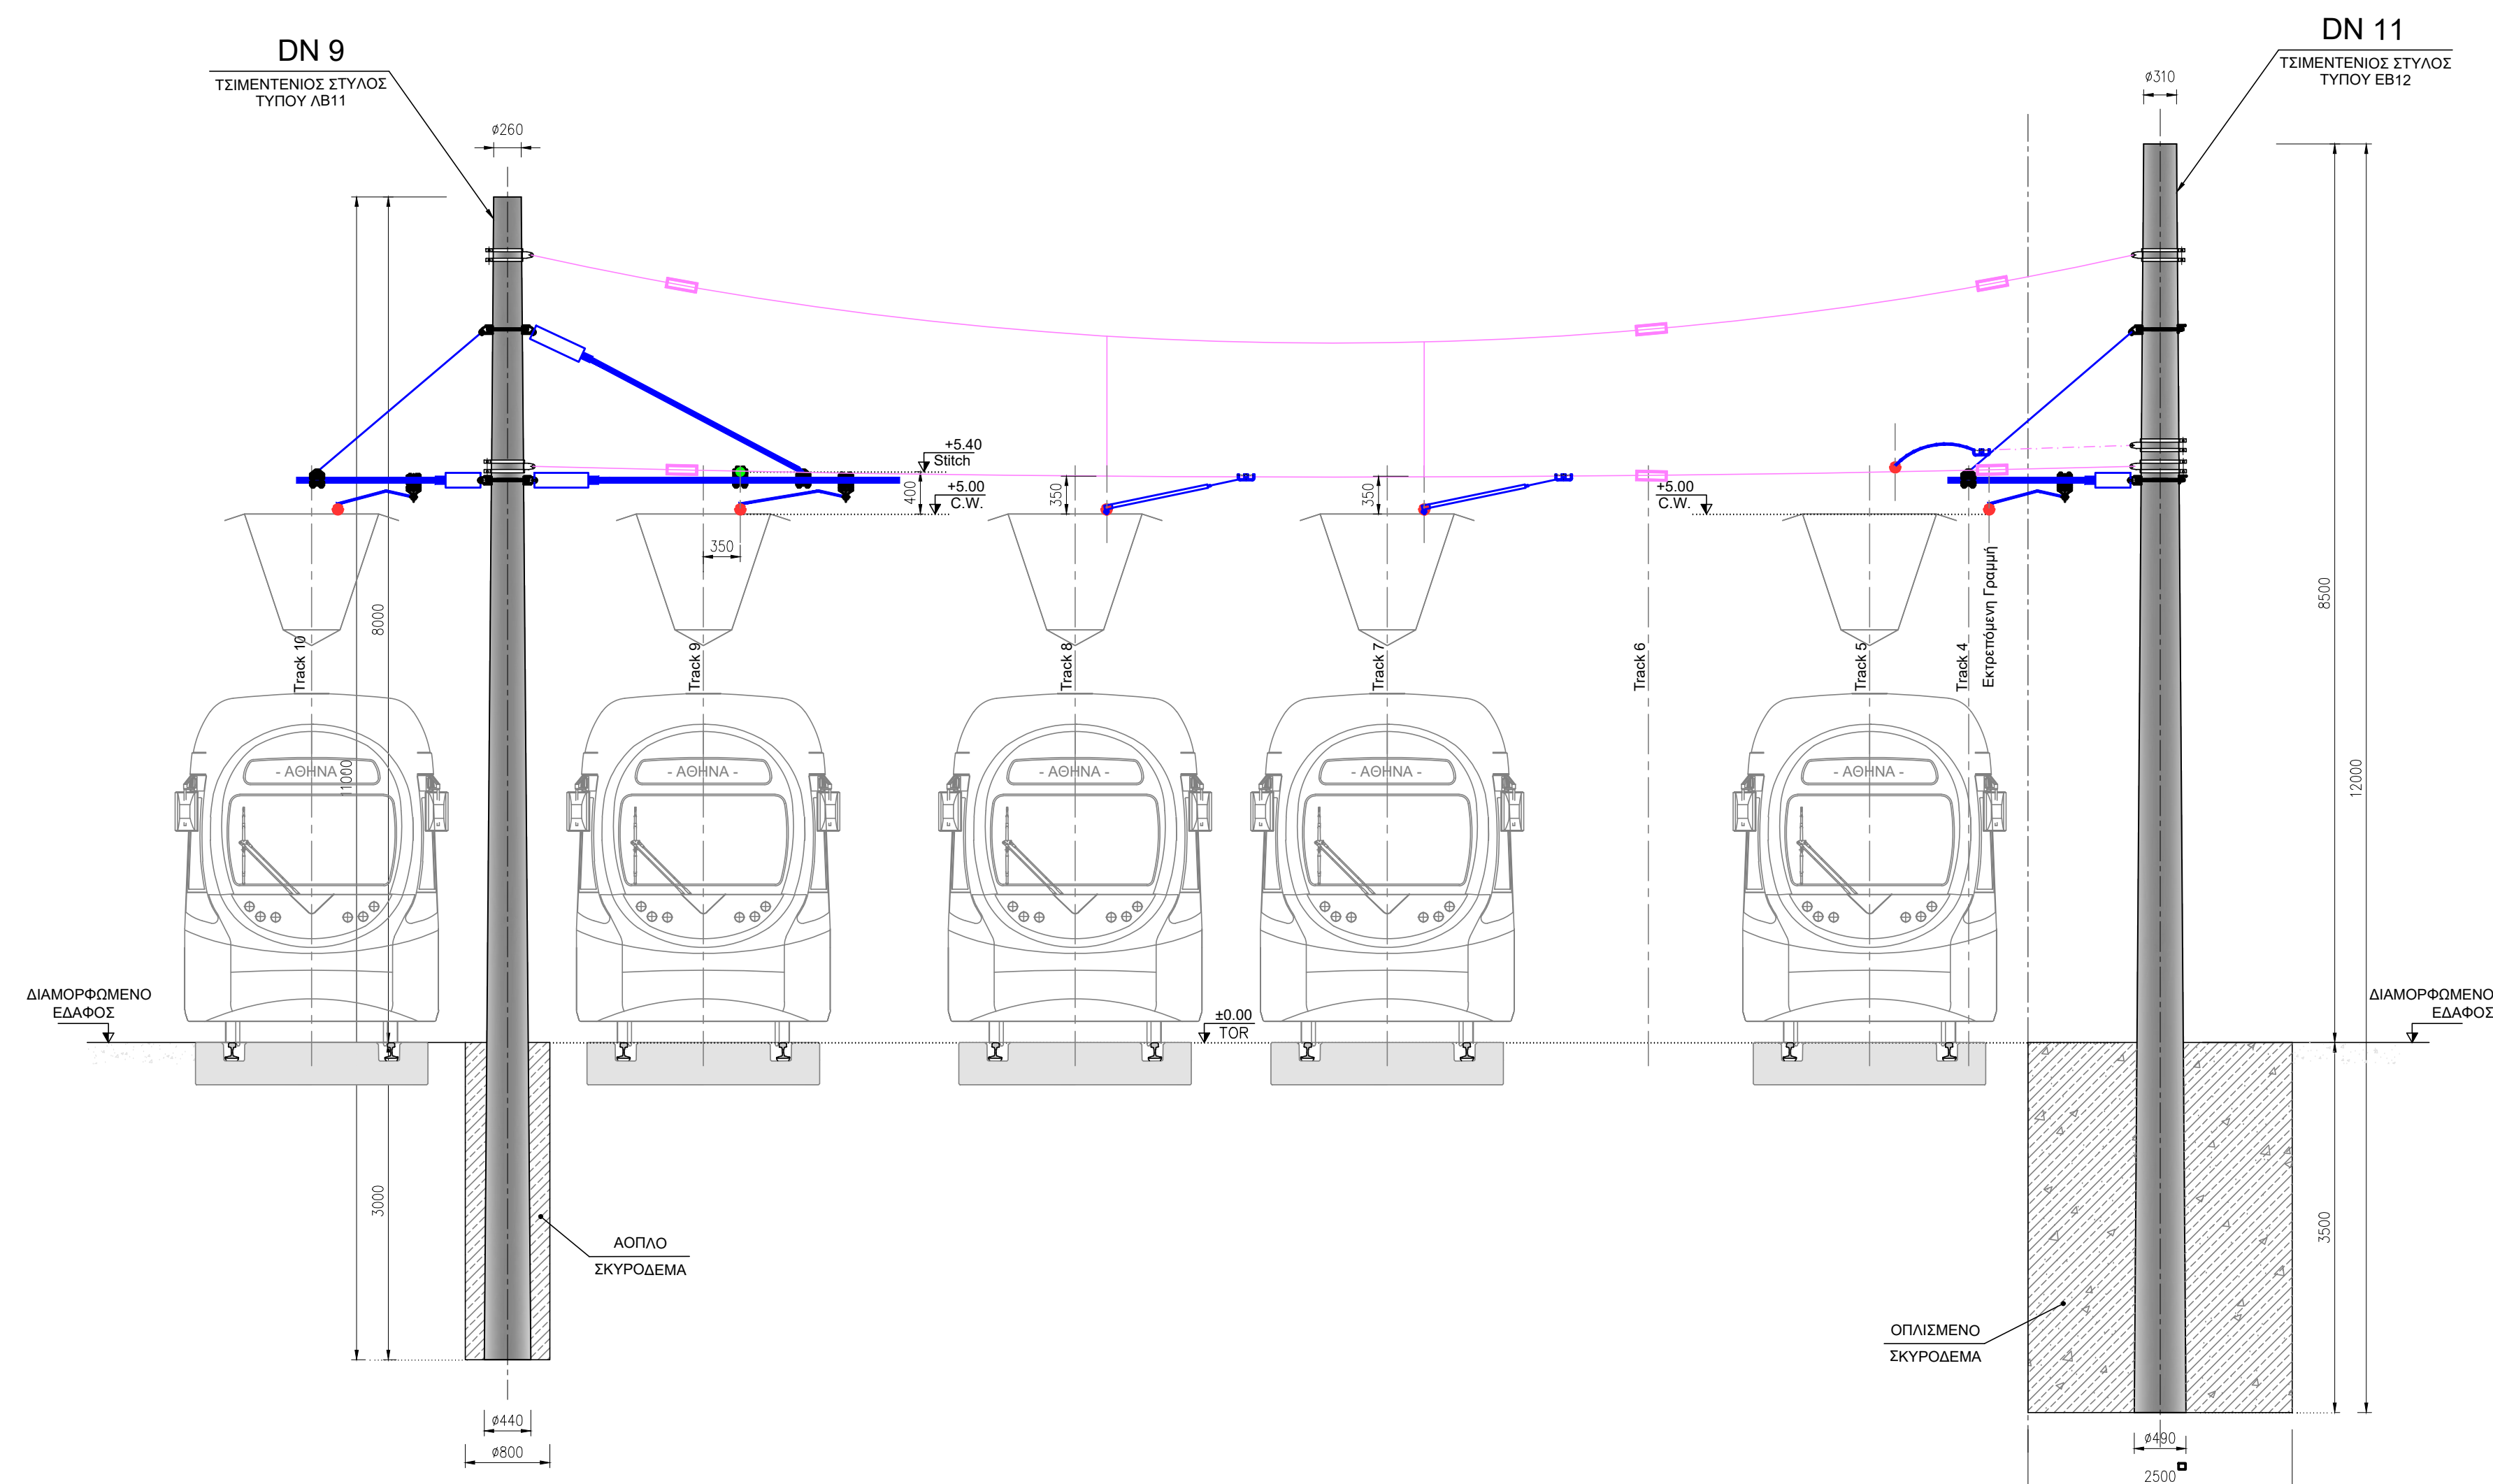 DN 9
ΤΣΙΜΕΝΤΕΝΙΟΣ ΣΤΥΛΟΣ
ΤΥΠΟΥ ΛΒ11
DN 11
ΤΣΙΜΕΝΤΕΝΙΟΣ ΣΤΥΛΟΣ
ΤΥΠΟΥ ΕΒ12
ø260
ø310
+5.40
Stitch
400
+5.00
C.W.
350
350
350
+5.00
C.W.
8000
11000
3000
Track 10
Track 9
Track 8
Track 7
Track 6
Track 5
Track 4
Εκτρεπόμενη Γραμμή
8500
12000
3500
- ΑΘΗΝΑ -
- ΑΘΗΝΑ -
- ΑΘΗΝΑ -
- ΑΘΗΝΑ -
- ΑΘΗΝΑ -
ΔΙΑΜΟΡΦΩΜΕΝΟ
ΕΔΑΦΟΣ
±0.00
TOR
ΔΙΑΜΟΡΦΩΜΕΝΟ
ΕΔΑΦΟΣ
ΑΟΠΛΟ
ΣΚΥΡΟΔΕΜΑ
ΟΠΛΙΣΜΕΝΟ
ΣΚΥΡΟΔΕΜΑ
ø440
ø800
ø490
2500